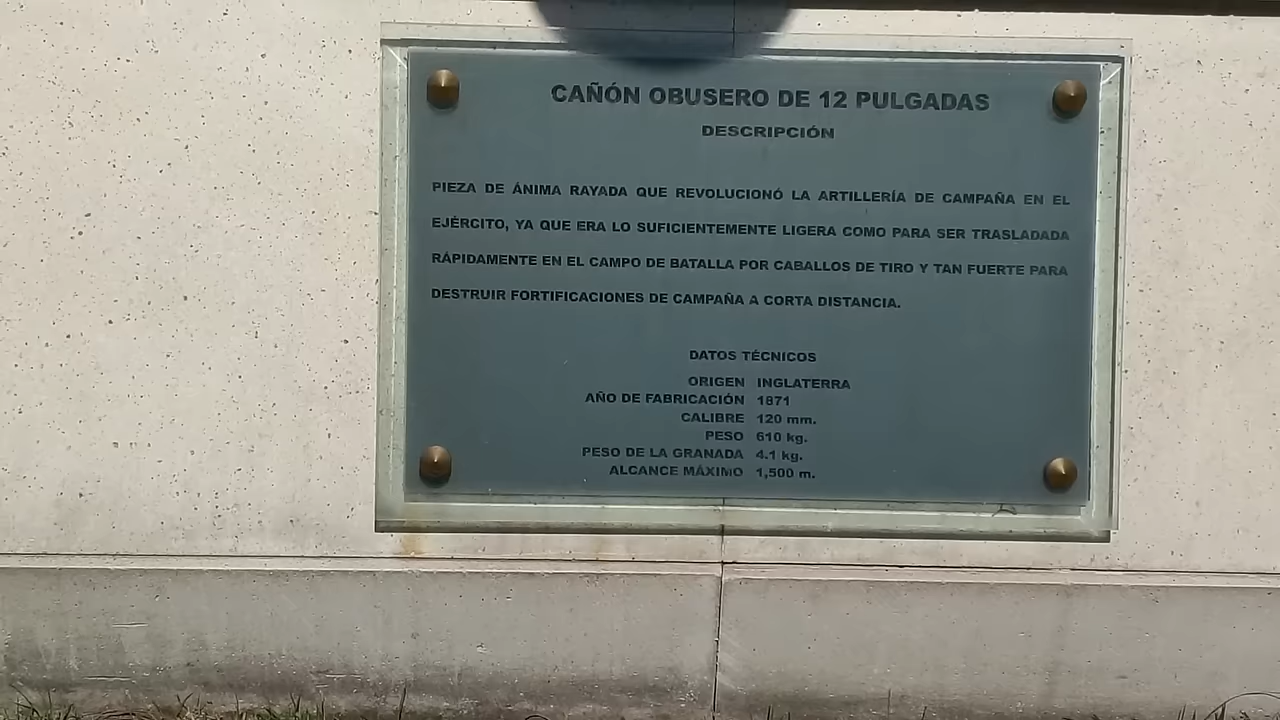 CAÑÓN OBUSERO DE 12 PULGADAS
DESCRIPCIÓN
PIEZA DE ÁNIMA RAYADA QUE REVOLUCIONÓ LA ARTILLERÍA DE CAMPAÑA EN EL
EJÉRCITO, YA QUE ERA LO SUFICIENTEMENTE LIGERA COMO PARA SER TRASLADADA
RÁPIDAMENTE EN EL CAMPO DE BATALLA POR CABALLOS DE TIRO Y TAN FUERTE PARA
DESTRUIR FORTIFICACIONES DE CAMPAÑA A CORTA DISTANCIA.
DATOS TÉCNICOS
ORIGEN INGLATERRA
AÑO DE FABRICACIÓN 1871
CALIBRE 120 mm.
PESO 610 kg.
PESO DE LA GRANADA 4.1 kg.
ALCANCE MÁXIMO 1,500 m.